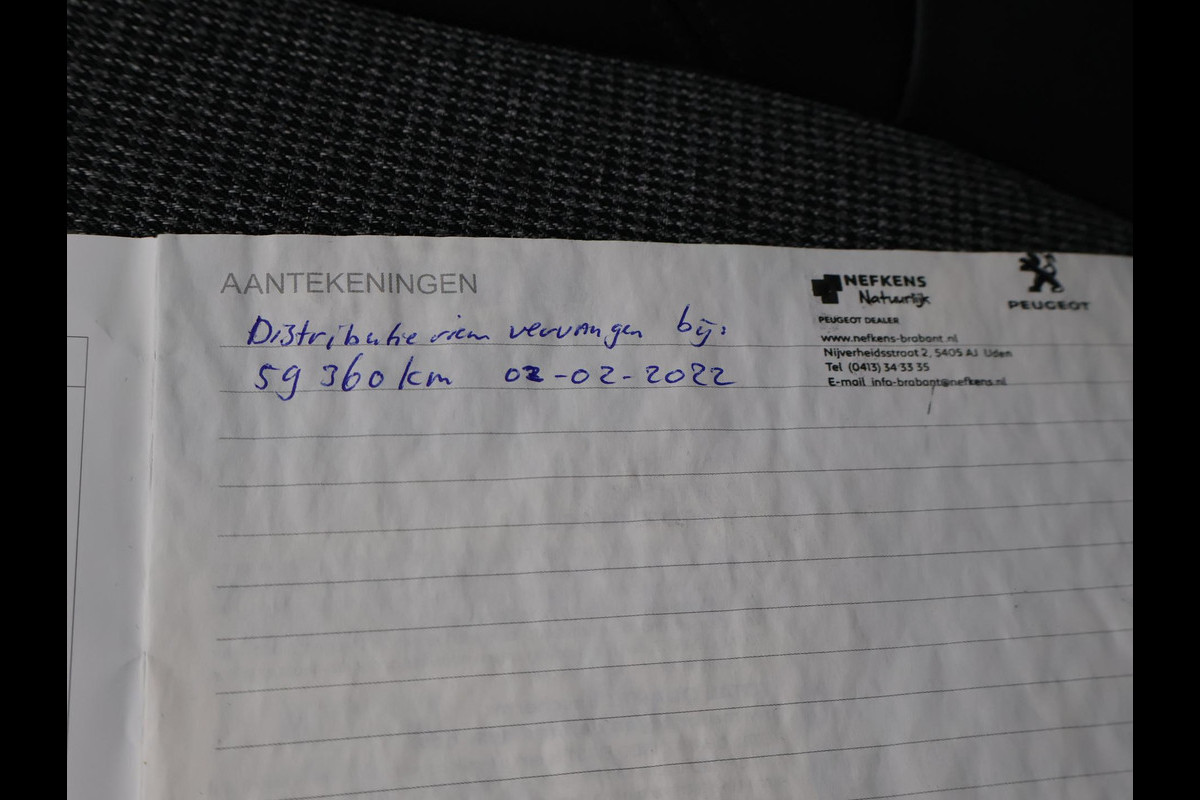 AANTEKENINGEN
Distributie riem vervangen bij:
59 360 km 02-02-2022
NEFKENS
Natuurlijk
PEUGEOT DEALER
www.nefkens-brabant.nl
Nijverheidsstraat 2, 5405 AJ Uden
Tel (0413) 34 33 35
E-mail info-brabant@nefkens.nl
PEUGEOT